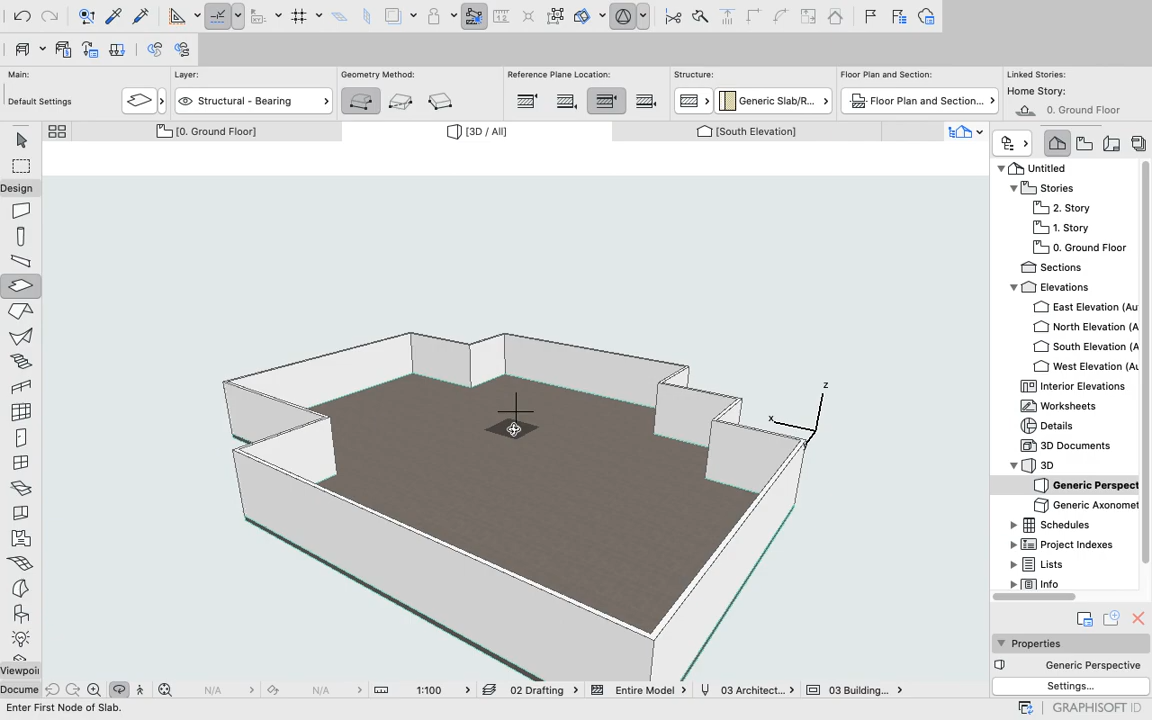 Main:
Layer:
Geometry Method:
Reference Plane Location:
Structure:
Floor Plan and Section:
Linked Stories:
Home Story:
Default Settings
Structural - Bearing
Generic Slab/R...
Floor Plan and Section...
0. Ground Floor
[0. Ground Floor]
[3D / All]
[South Elevation]
Design
Untitled
Stories
2. Story
1. Story
0. Ground Floor
Sections
Elevations
East Elevation (Au
North Elevation (A
South Elevation (A
West Elevation (Au
Interior Elevations
Worksheets
Details
3D Documents
3D
Generic Perspect
Generic Axonomet
Schedules
Project Indexes
Lists
Info
z
x
Properties
Generic Perspective
Settings...
Viewpoi
Docume
N/A
N/A
1:100
02 Drafting
Entire Model
03 Architect...
03 Building...
Enter First Node of Slab.
GRAPHISOFT ID